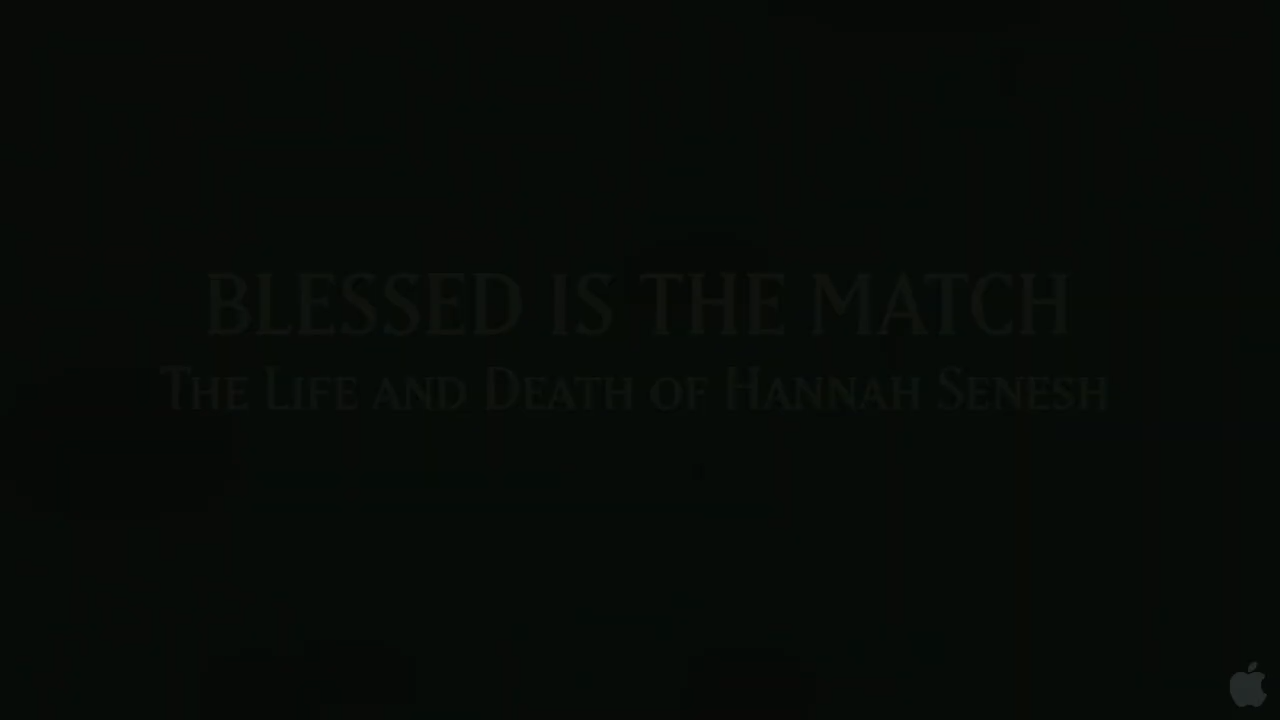 BLESSED IS THE MATCH
THE LIFE AND DEATH OF HANNAH SENESH